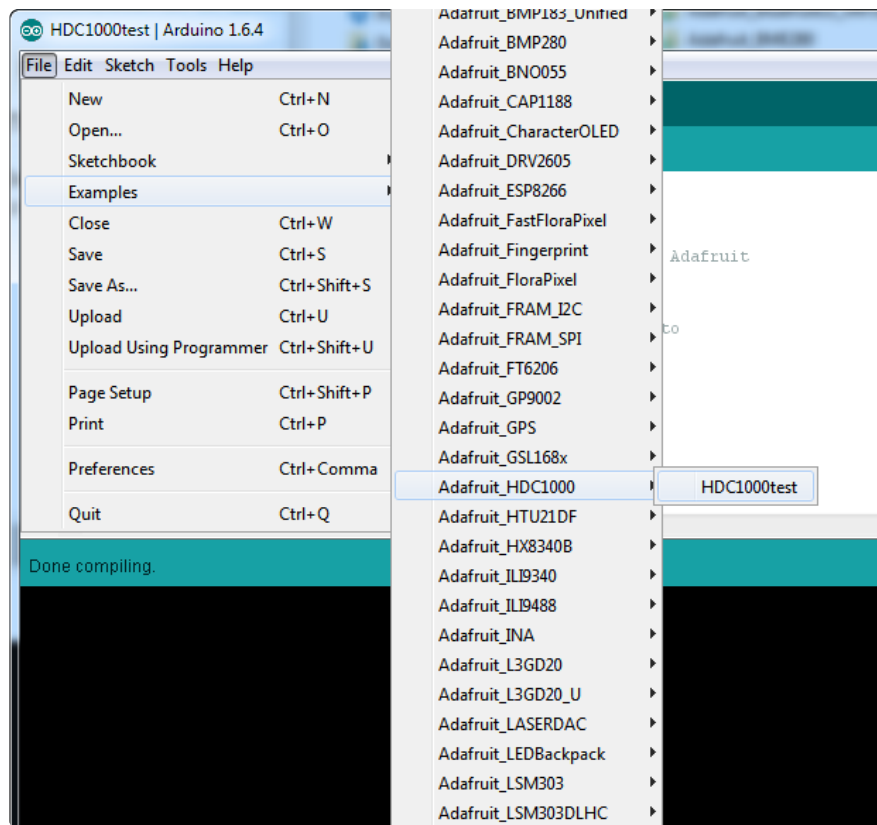 HDC1000test | Arduino 1.6.4
File Edit Sketch Tools Help
New Ctrl+N
Open... Ctrl+O
Sketchbook
Examples
Close Ctrl+W
Save Ctrl+S
Save As... Ctrl+Shift+S
Upload Ctrl+U
Upload Using Programmer Ctrl+Shift+U
Page Setup Ctrl+Shift+P
Print Ctrl+P
Preferences Ctrl+Comma
Quit Ctrl+Q
Done compiling.
Adafruit_BMP183_Unified
Adafruit_BMP280
Adafruit_BNO055
Adafruit_CAP1188
Adafruit_CharacterOLED
Adafruit_DRV2605
Adafruit_ESP8266
Adafruit_FastFloraPixel
Adafruit_Fingerprint
Adafruit_FloraPixel
Adafruit_FRAM_I2C
Adafruit_FRAM_SPI
Adafruit_FT6206
Adafruit_GP9002
Adafruit_GPS
Adafruit_GSL168x
Adafruit_HDC1000
Adafruit_HTU21DF
Adafruit_HX8340B
Adafruit_ILI9340
Adafruit_ILI9488
Adafruit_INA
Adafruit_L3GD20
Adafruit_L3GD20_U
Adafruit_LASERDAC
Adafruit_LEDBackpack
Adafruit_LSM303
Adafruit_LSM303DLHC
HDC1000test
Adafruit
to